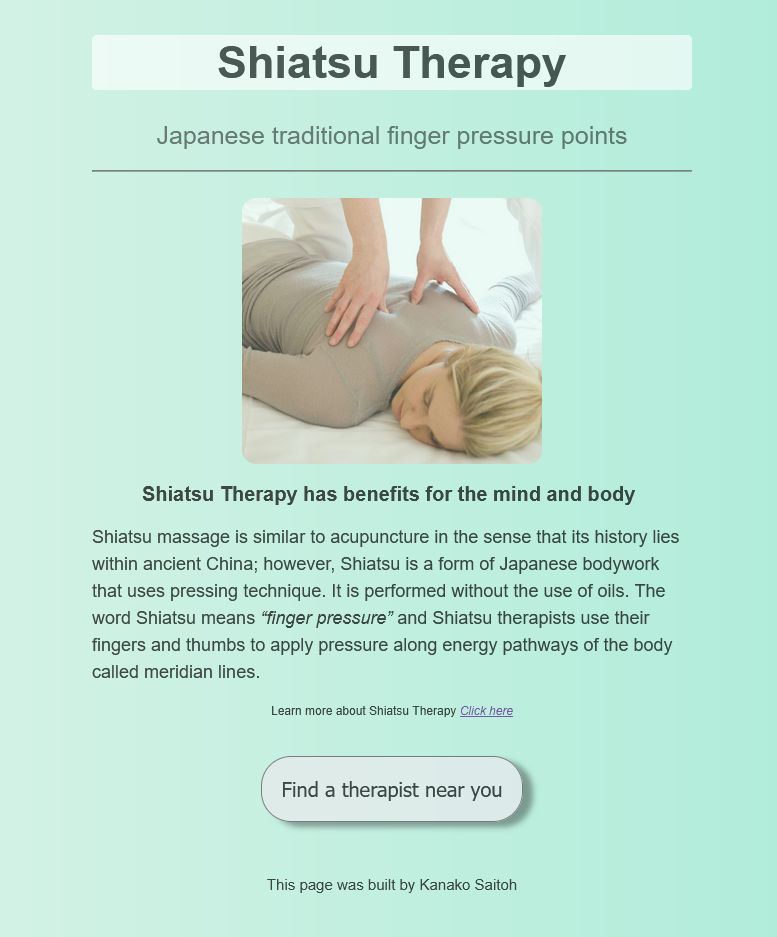 Shiatsu Therapy
Japanese traditional finger pressure points
Shiatsu Therapy has benefits for the mind and body
Shiatsu massage is similar to acupuncture in the sense that its history lies
within ancient China; however, Shiatsu is a form of Japanese bodywork
that uses pressing technique. It is performed without the use of oils. The
word Shiatsu means “finger pressure” and Shiatsu therapists use their
fingers and thumbs to apply pressure along energy pathways of the body
called meridian lines.
Learn more about Shiatsu Therapy Click here
Find a therapist near you
This page was built by Kanako Saitoh